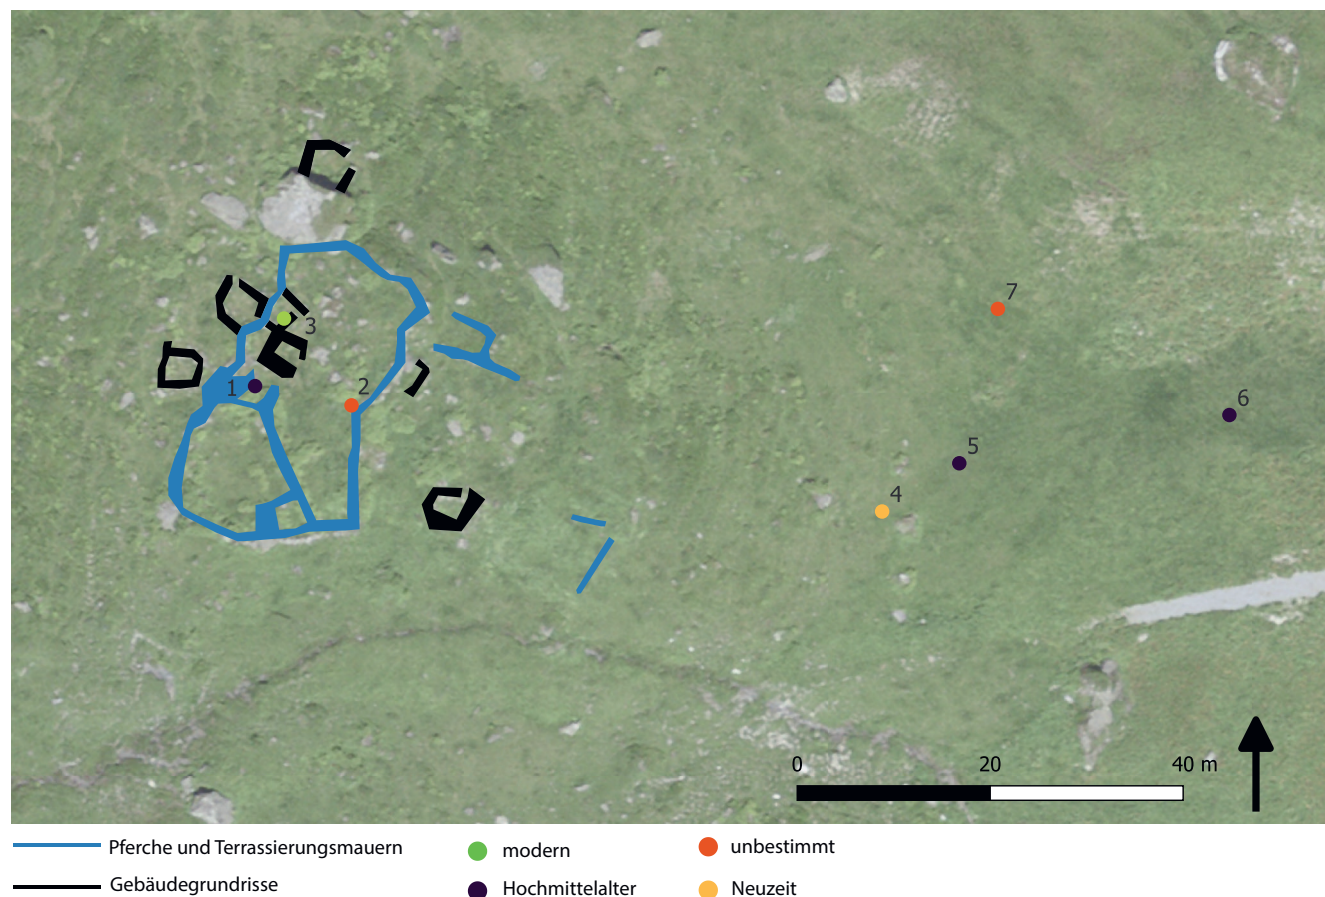 7
3
1
2
6
5
4
0 20 40 m
Pferche und Terrassierungsmauern
modern
unbestimmt
Gebäudegrundrisse
Hochmittelalter
Neuzeit